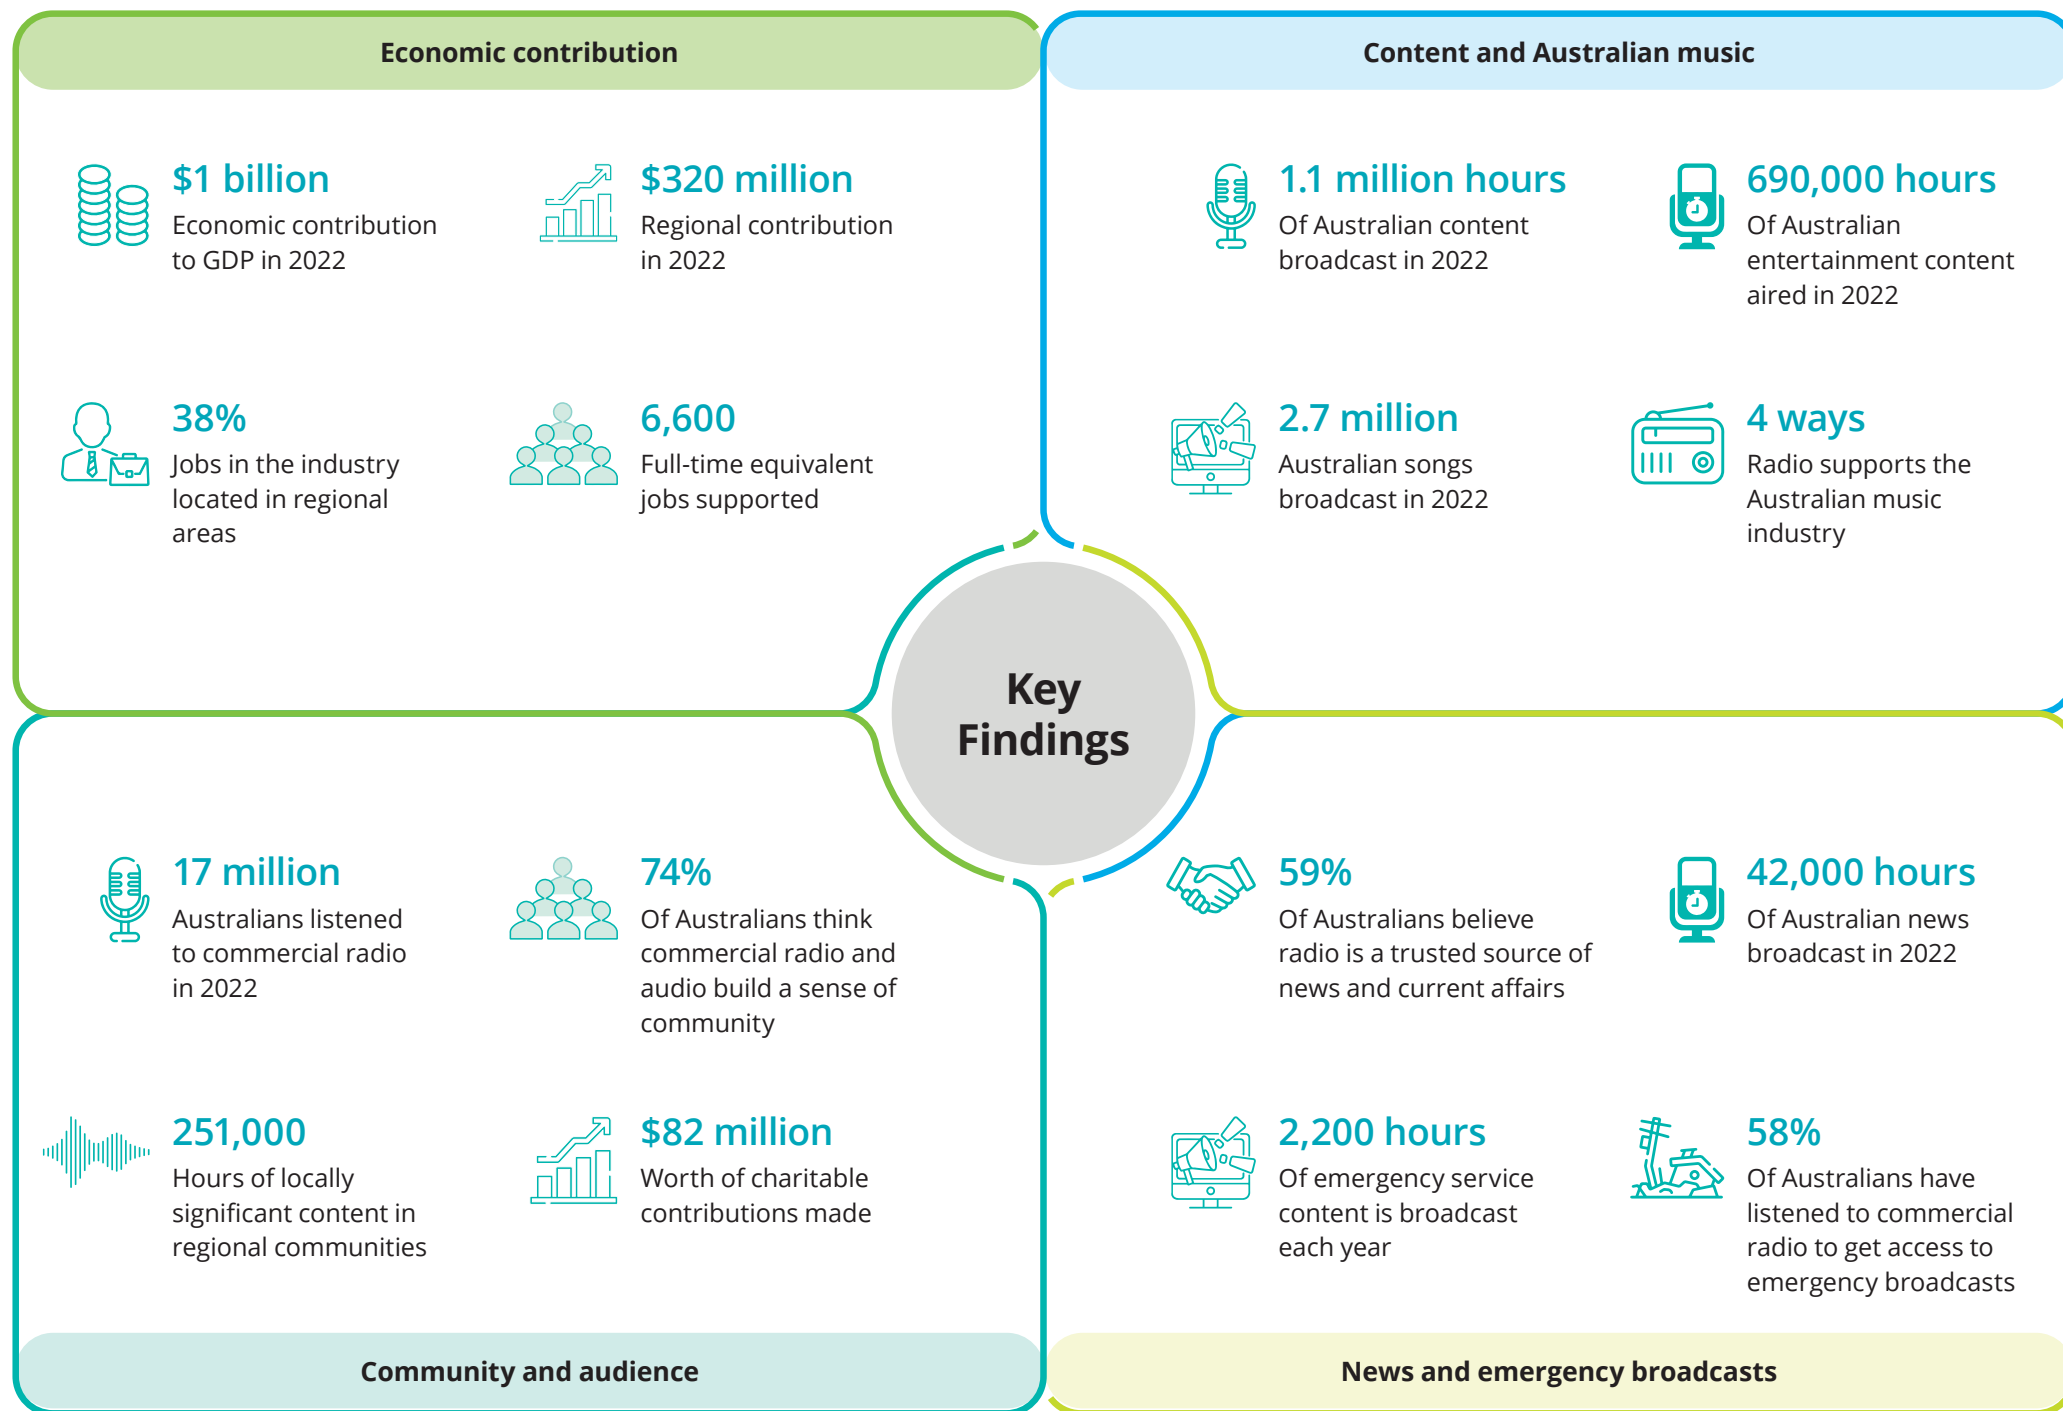 Economic contribution
$1 billion
Economic contribution
to GDP in 2022
$320 million
Regional contribution
in 2022
38%
Jobs in the industry
located in regional
areas
6,600
Full-time equivalent
jobs supported
Content and Australian music
1.1 million hours
Of Australian content
broadcast in 2022
690,000 hours
Of Australian
entertainment content
aired in 2022
2.7 million
Australian songs
broadcast in 2022
4 ways
Radio supports the
Australian music
industry
Key
Findings
17 million
Australians listened
to commercial radio
in 2022
74%
Of Australians think
commercial radio and
audio build a sense of
community
251,000
Hours of locally
significant content in
regional communities
$82 million
Worth of charitable
contributions made
Community and audience
59%
Of Australians believe
radio is a trusted source of
news and current affairs
42,000 hours
Of Australian news
broadcast in 2022
2,200 hours
Of emergency service
content is broadcast
each year
58%
Of Australians have
listened to commercial
radio to get access to
emergency broadcasts
News and emergency broadcasts